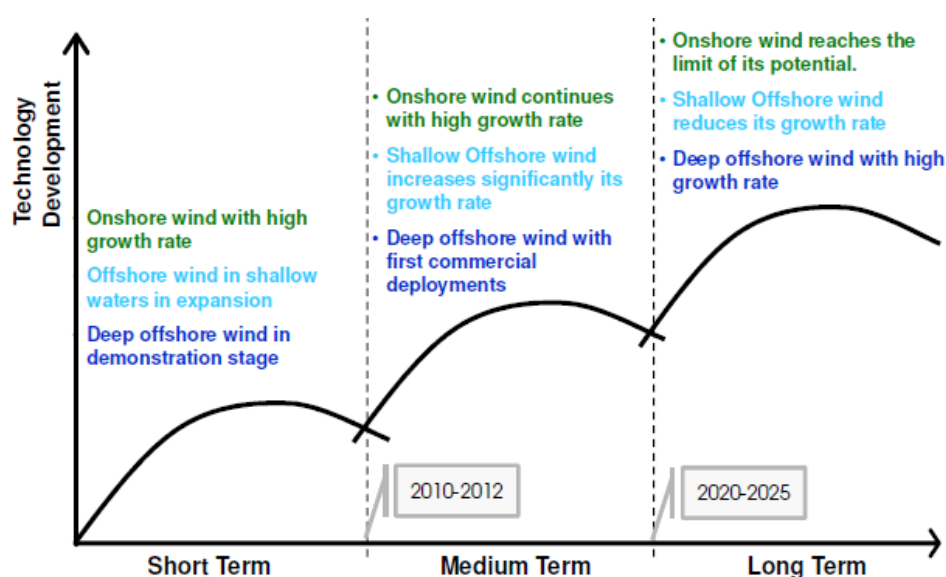 Technology
Development
Onshore wind with high
growth rate
Offshore wind in shallow
waters in expansion
Deep offshore wind in
demonstration stage
• Onshore wind continues
with high growth rate
• Shallow Offshore wind
increases significantly its
growth rate
• Deep offshore wind with
first commercial
deployments
• Onshore wind reaches the
limit of its potential.
• Shallow Offshore wind
reduces its growth rate
• Deep offshore wind with high
growth rate
2010-2012
2020-2025
Short Term
Medium Term
Long Term